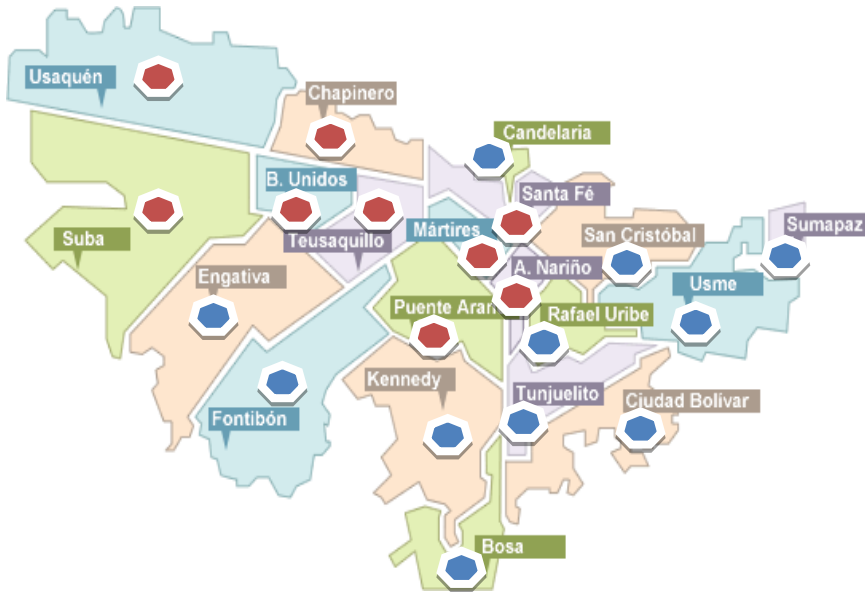 Usaquén
Chapinero
Candelaria
B. Unidos
Santa Fé
Suba
Teusaquillo
Mártires
San Cristóbal
Sumapaz
Engativa
A. Nariño
Usme
Puente Aran
Rafael Uribe
Kennedy
Tunjuelito
Ciudad Bolívar
Fontibón
Bosa